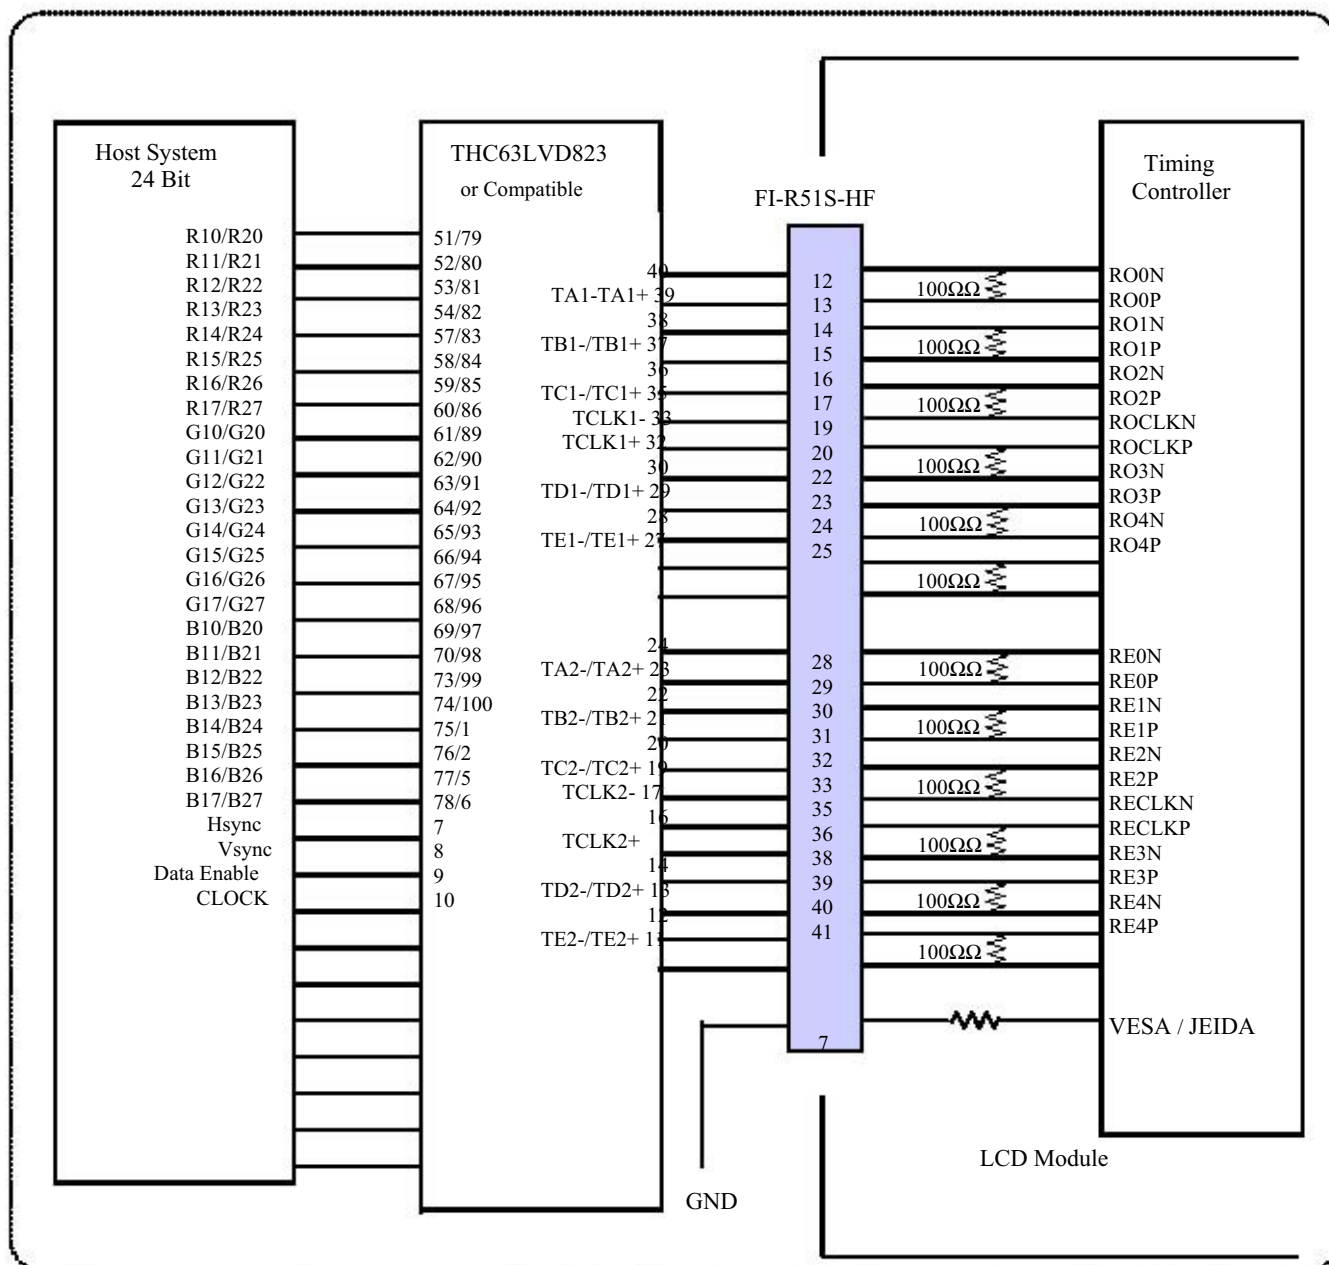 Host System
24 Bit
R10/R20
R11/R21
R12/R22
R13/R23
R14/R24
R15/R25
R16/R26
R17/R27
G10/G20
G11/G21
G12/G22
G13/G23
G14/G24
G15/G25
G16/G26
G17/G27
B10/B20
B11/B21
B12/B22
B13/B23
B14/B24
B15/B25
B16/B26
B17/B27
Hsync
Vsync
Data Enable
CLOCK
THC63LVD823
or Compatible
51/79
52/80
53/81
54/82
57/83
58/84
59/85
60/86
61/89
62/90
63/91
64/92
65/93
66/94
67/95
68/96
69/97
70/98
73/99
74/100
75/1
76/2
77/5
78/6
7
8
9
10
40
TA1-TA1+ 39
38
TB1-/TB1+ 37
36
TC1-/TC1+ 35
TCLK1- 33
TCLK1+ 32
30
TD1-/TD1+ 29
28
TE1-/TE1+ 27
24
TA2-/TA2+ 23
22
TB2-/TB2+ 21
20
TC2-/TC2+ 19
TCLK2- 17
16
TCLK2+
14
TD2-/TD2+ 13
12
TE2-/TE2+ 11
FI-R51S-HF
12
13
14
15
16
17
19
20
22
23
24
25
28
29
30
31
32
33
35
36
38
39
40
41
7
GND
100ΩΩ
100ΩΩ
100ΩΩ
100ΩΩ
100ΩΩ
100ΩΩ
100ΩΩ
100ΩΩ
100ΩΩ
100ΩΩ
100ΩΩ
100ΩΩ
Timing
Controller
RO0N
RO0P
RO1N
RO1P
RO2N
RO2P
ROCLKN
ROCLKP
RO3N
RO3P
RO4N
RO4P
RE0N
RE0P
RE1N
RE1P
RE2N
RE2P
RECLKN
RECLKP
RE3N
RE3P
RE4N
RE4P
VESA / JEIDA
LCD Module